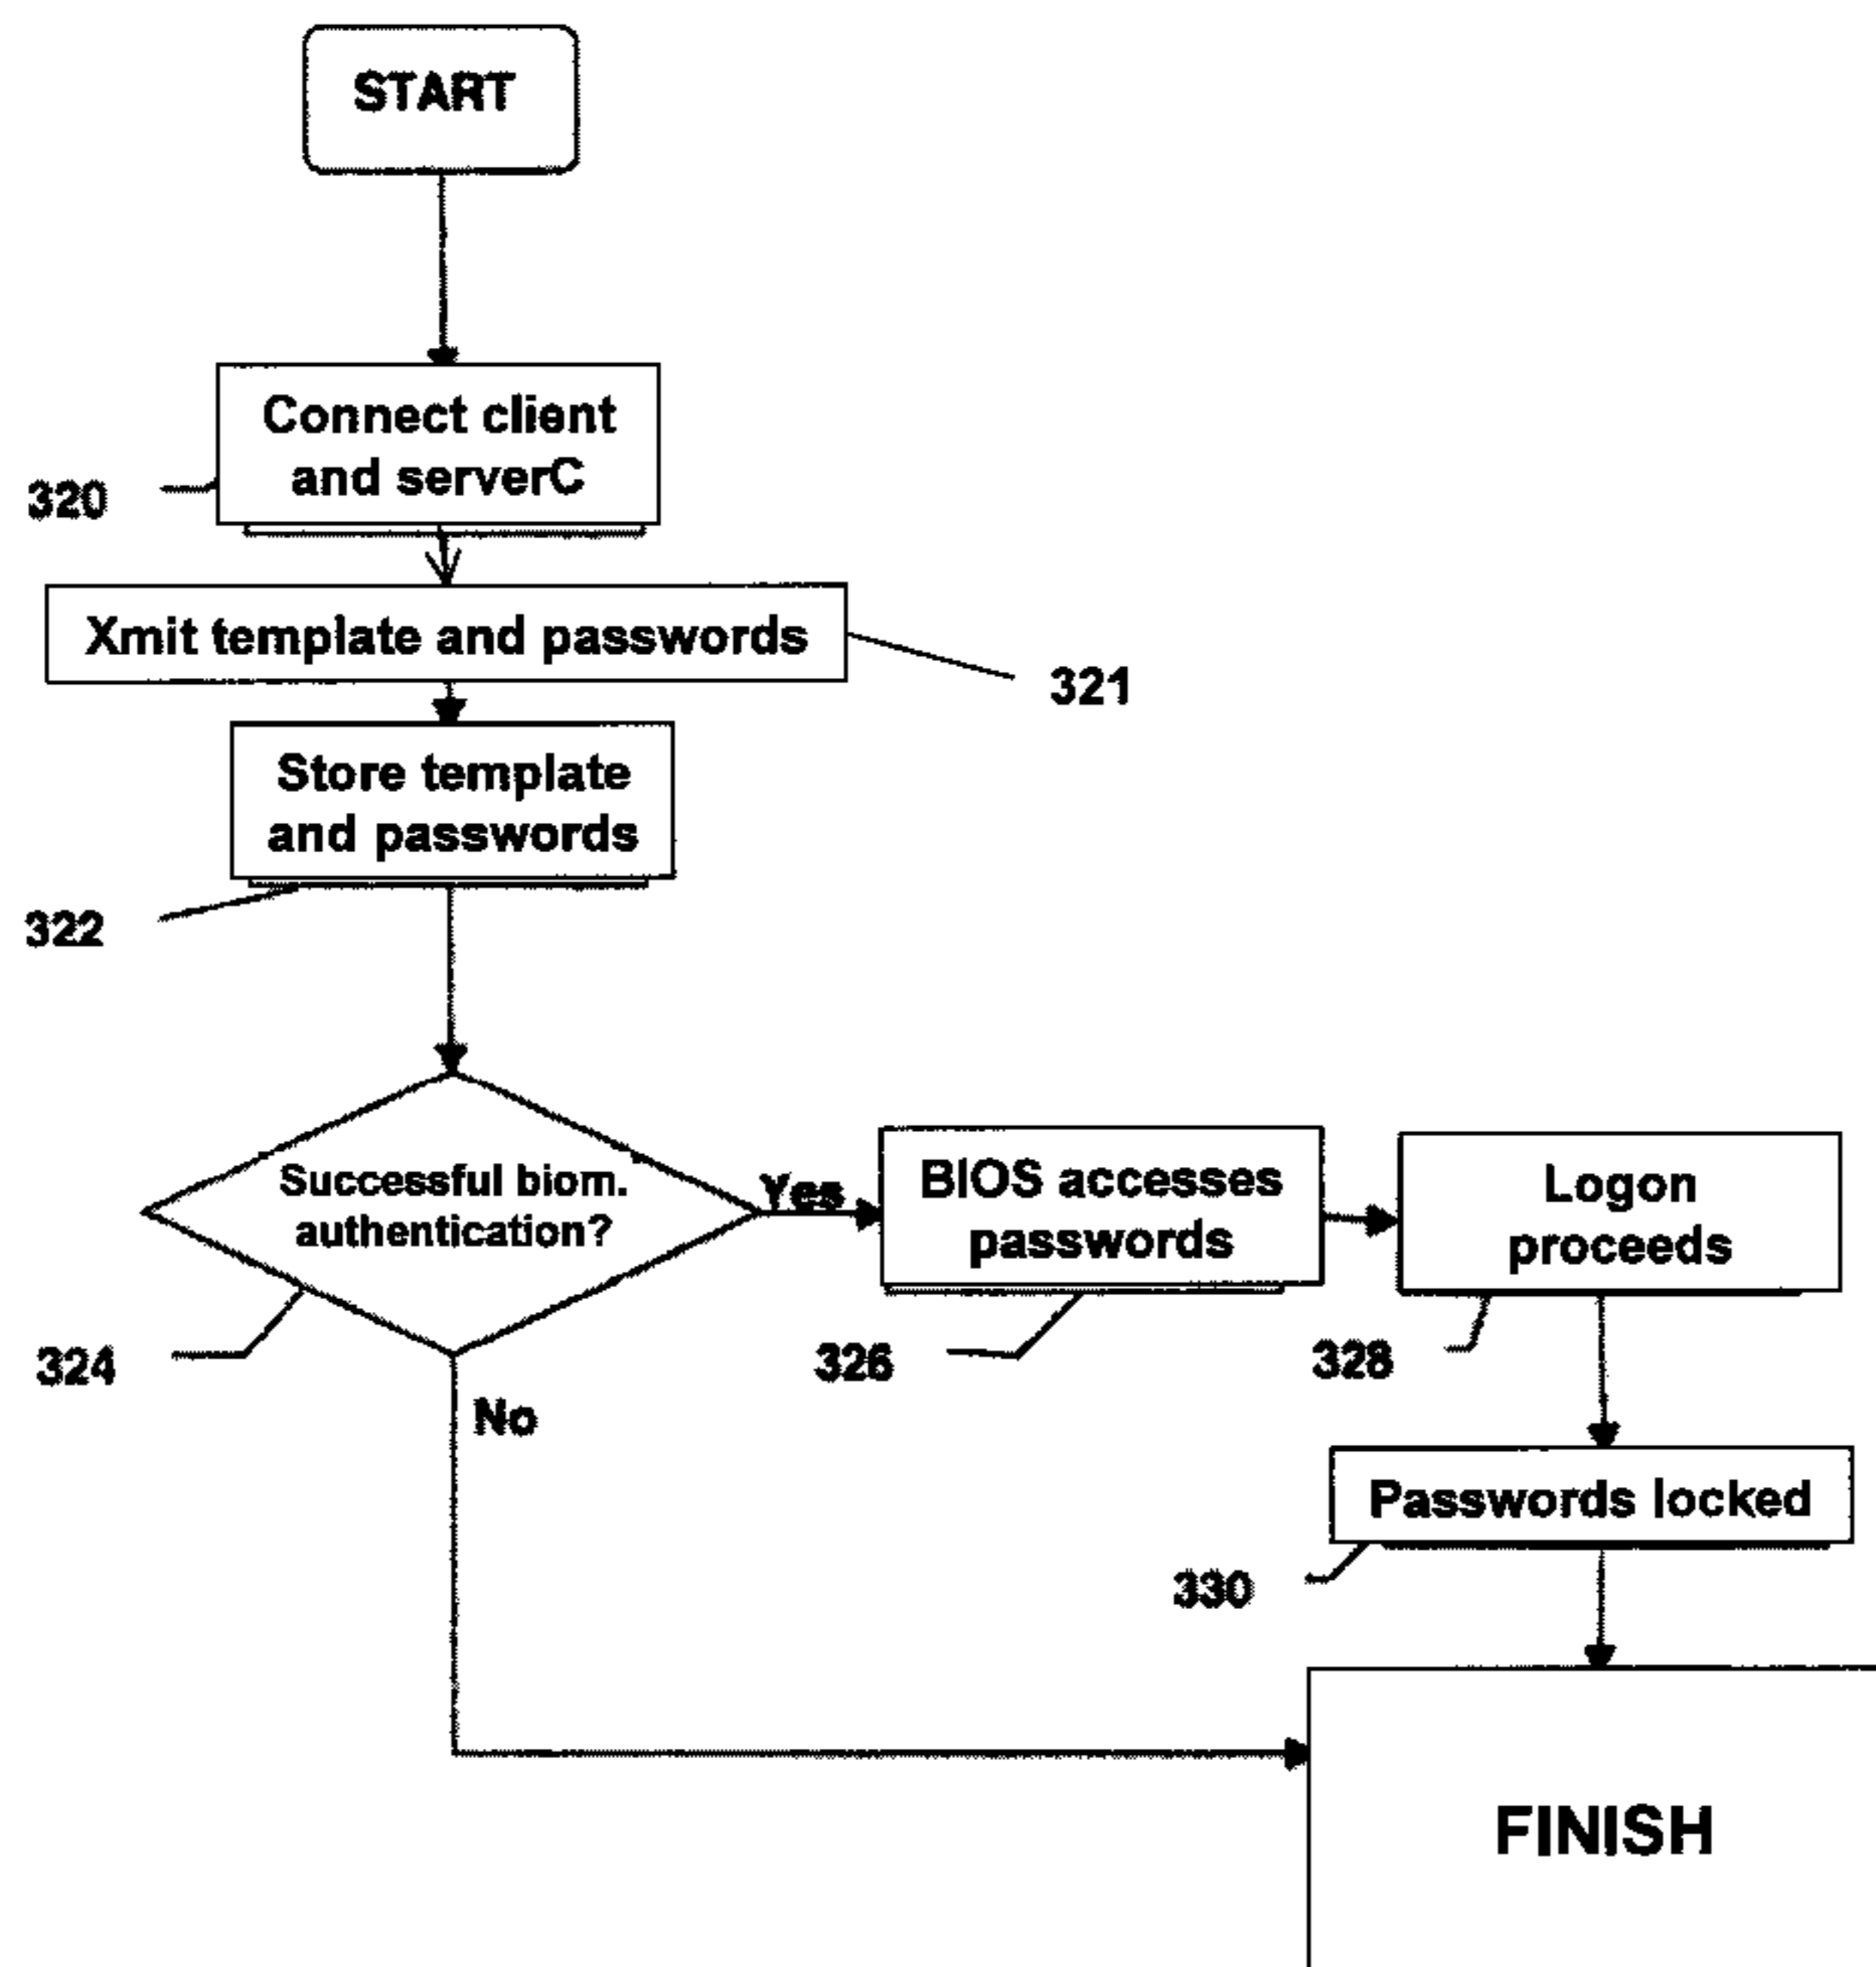 START
Connect client
and serverC
320
Xmit template and passwords
321
Store template
and passwords
322
Successful biom.
authentication?
324
Yes
No
BIOS accesses
passwords
326
Logon
proceeds
328
Passwords locked
330
FINISH